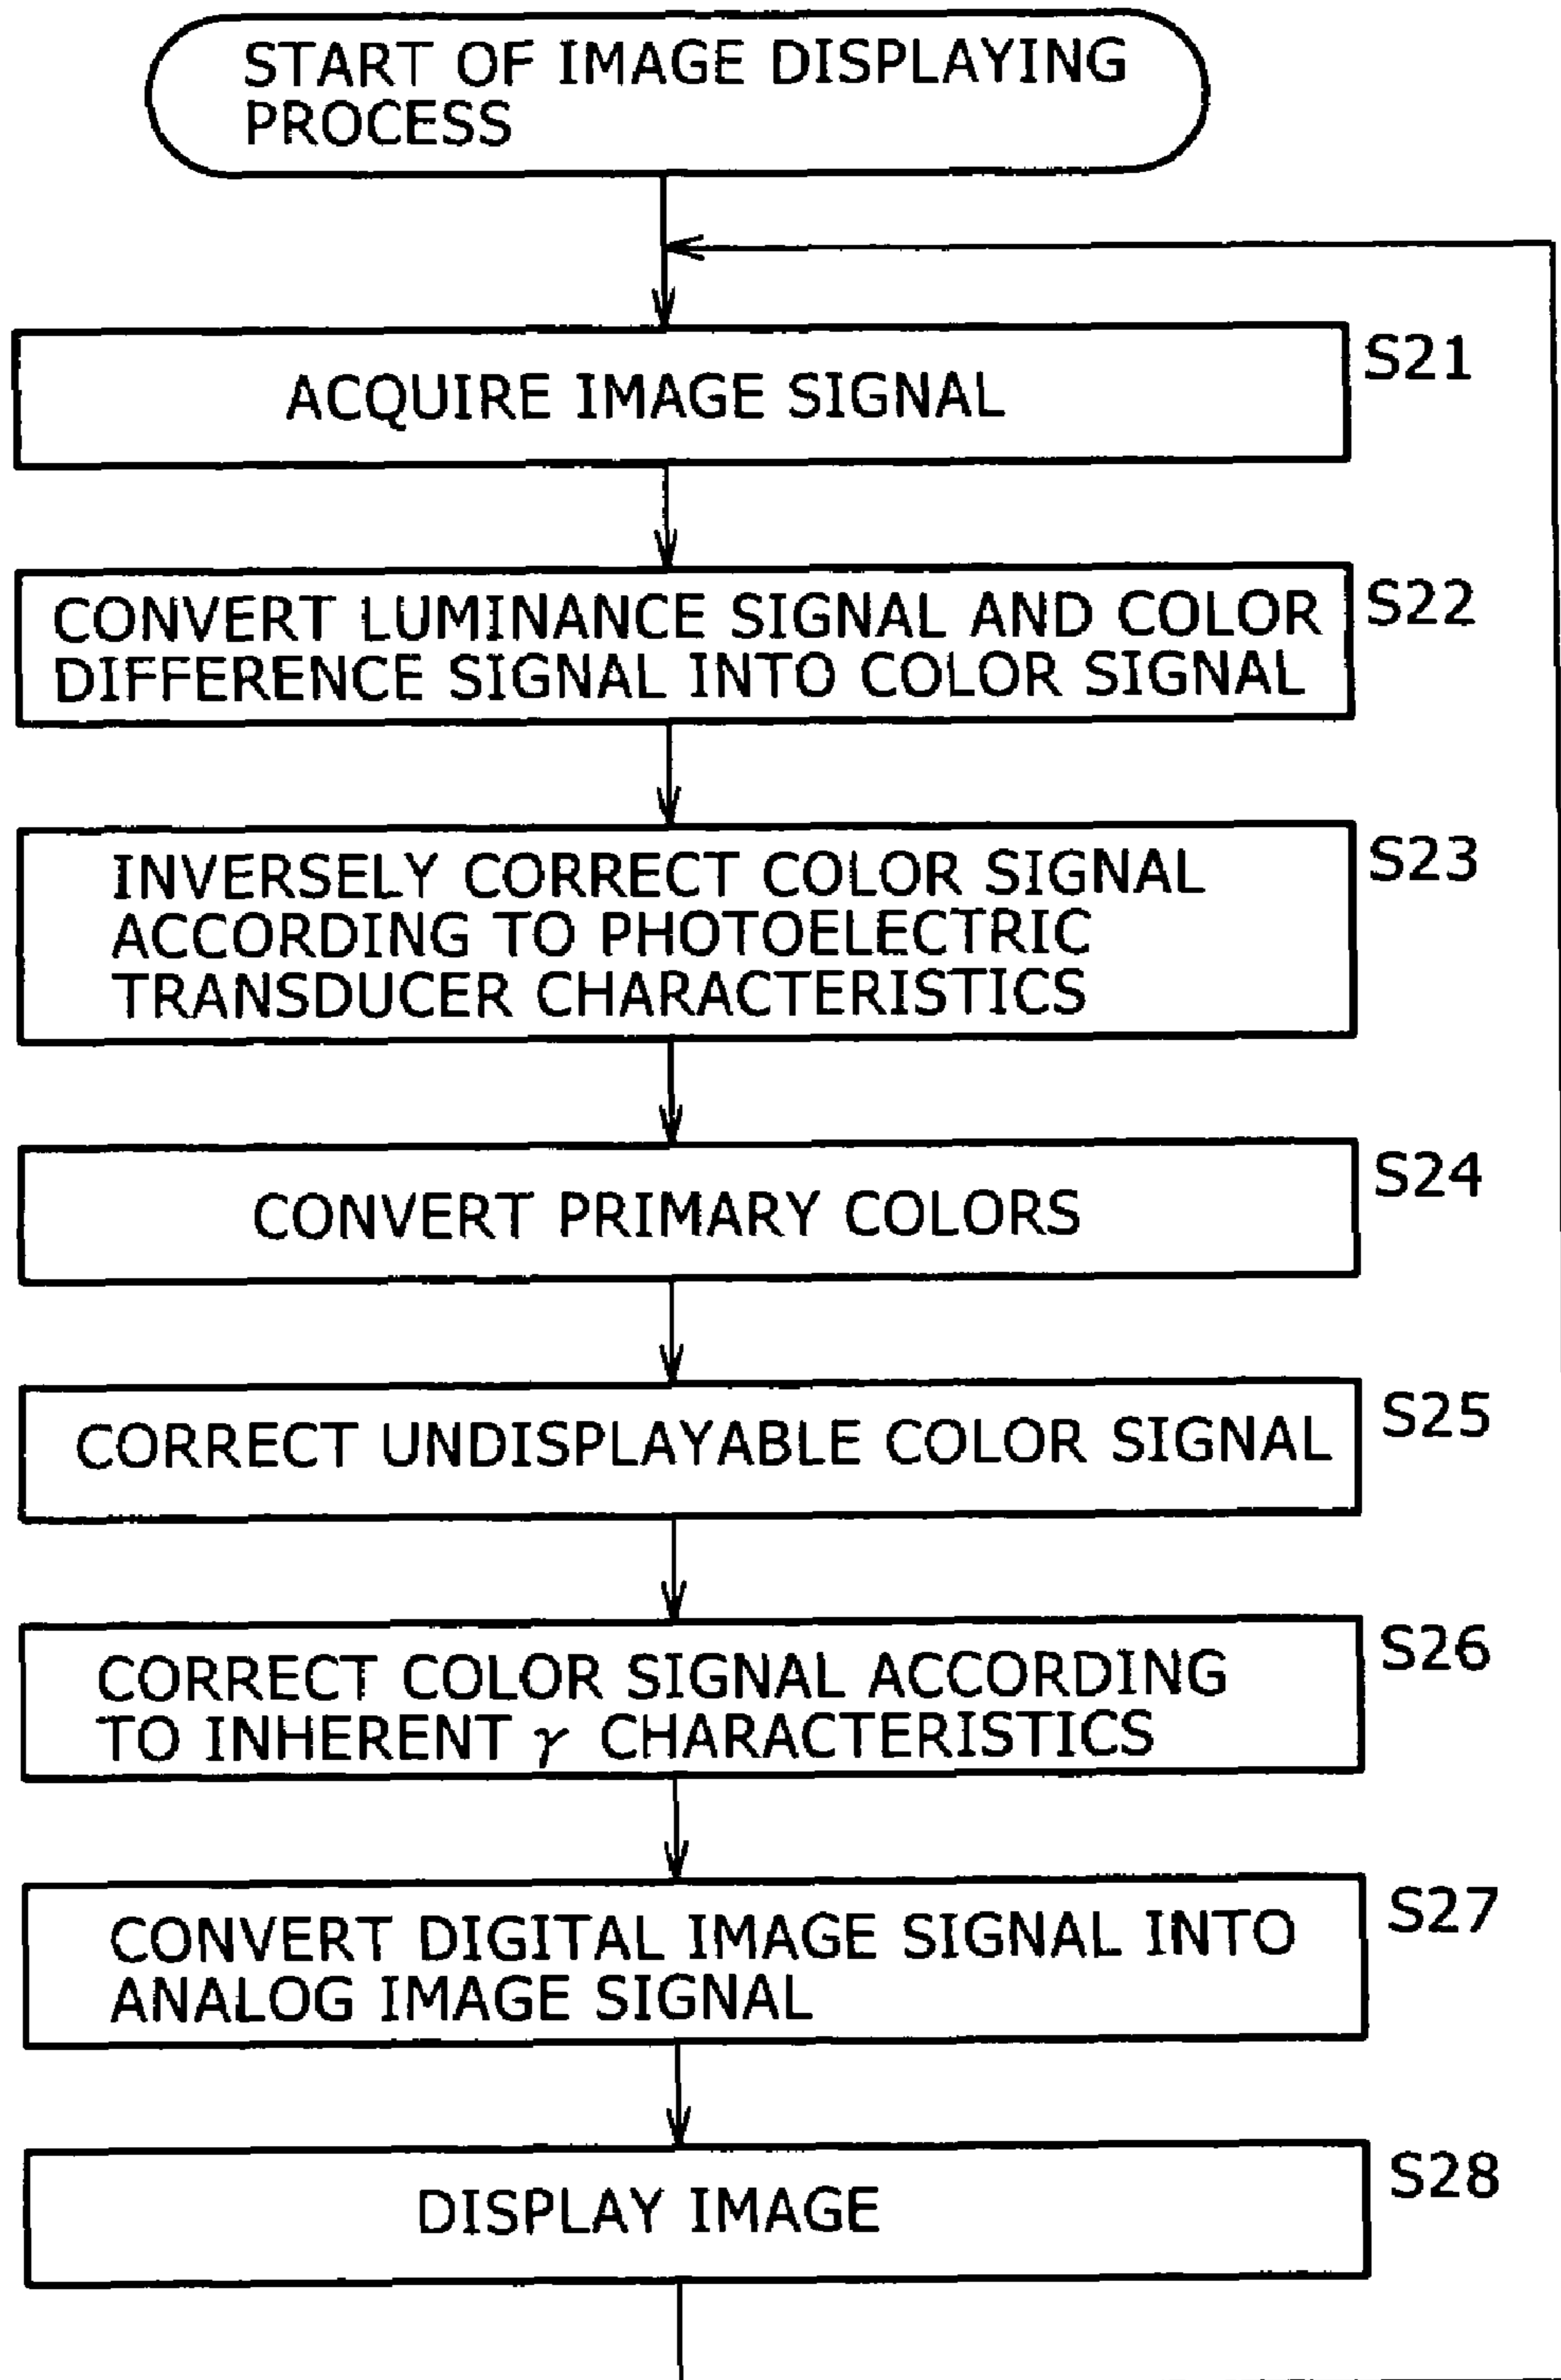 START OF IMAGE DISPLAYING
PROCESS
S21
ACQUIRE IMAGE SIGNAL
S22
CONVERT LUMINANCE SIGNAL AND COLOR
DIFFERENCE SIGNAL INTO COLOR SIGNAL
S23
INVERSELY CORRECT COLOR SIGNAL
ACCORDING TO PHOTOELECTRIC
TRANSDUCER CHARACTERISTICS
S24
CONVERT PRIMARY COLORS
S25
CORRECT UNDISPLAYABLE COLOR SIGNAL
S26
CORRECT COLOR SIGNAL ACCORDING
TO INHERENT γ CHARACTERISTICS
S27
CONVERT DIGITAL IMAGE SIGNAL INTO
ANALOG IMAGE SIGNAL
S28
DISPLAY IMAGE